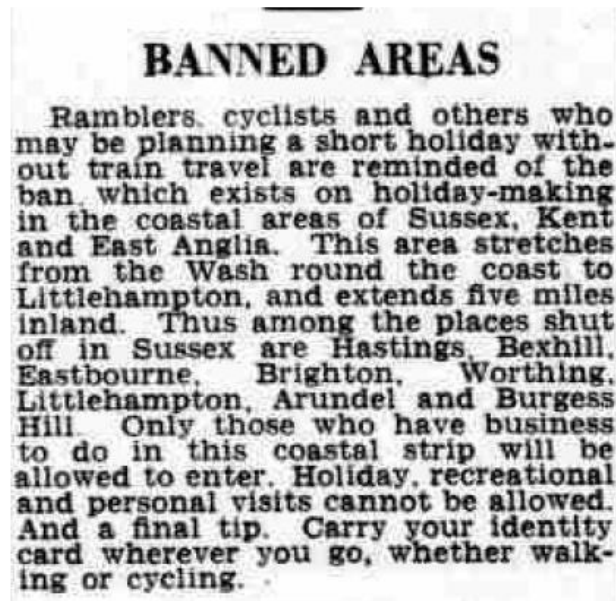 BANNED AREAS
Ramblers, cyclists and others who
may be planning a short holiday with-
out train travel are reminded of the
ban which exists on holiday-making
in the coastal areas of Sussex, Kent
and East Anglia. This area stretches
from the Wash round the coast to
Littlehampton, and extends five miles
inland. Thus among the places shut
off in Sussex are Hastings, Bexhill,
Eastbourne, Brighton, Worthing,
Littlehampton, Arundel and Burgess
Hill. Only those who have business
to do in this coastal strip will be
allowed to enter. Holiday, recreational
and personal visits cannot be allowed.
And a final tip. Carry your identity
card wherever you go, whether walk-
ing or cycling.